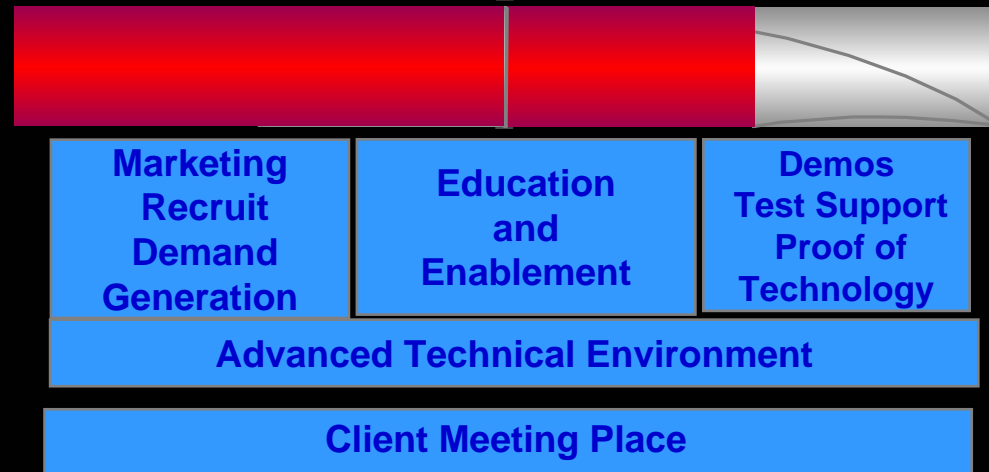 Marketing
Recruit
Demand
Generation
Education
and
Enablement
Demos
Test Support
Proof of
Technology
Advanced Technical Environment
Client Meeting Place